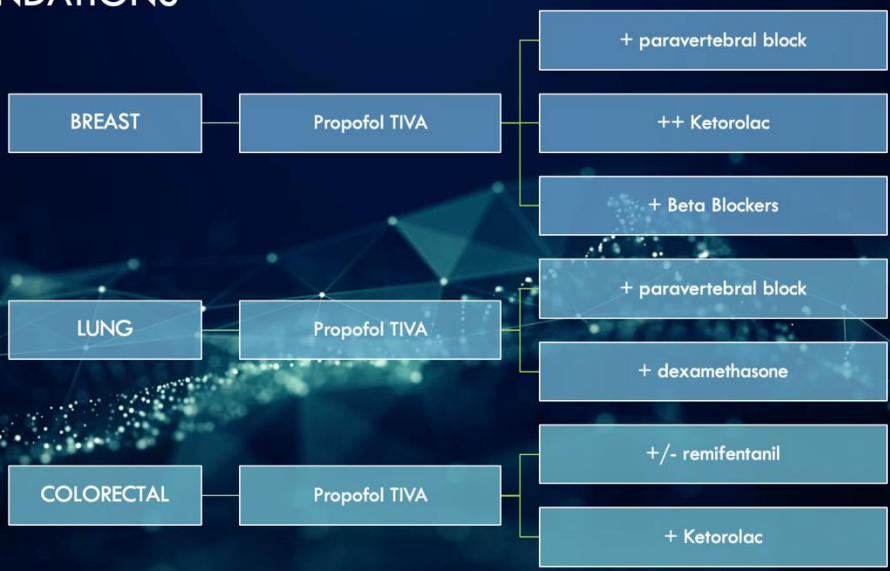 + paravertebral block
BREAST
Propofol TIVA
++ Ketorolac
+ Beta Blockers
+ paravertebral block
LUNG
Propofol TIVA
+ dexamethasone
+/- remifentanil
COLORECTAL
Propofol TIVA
+ Ketorolac